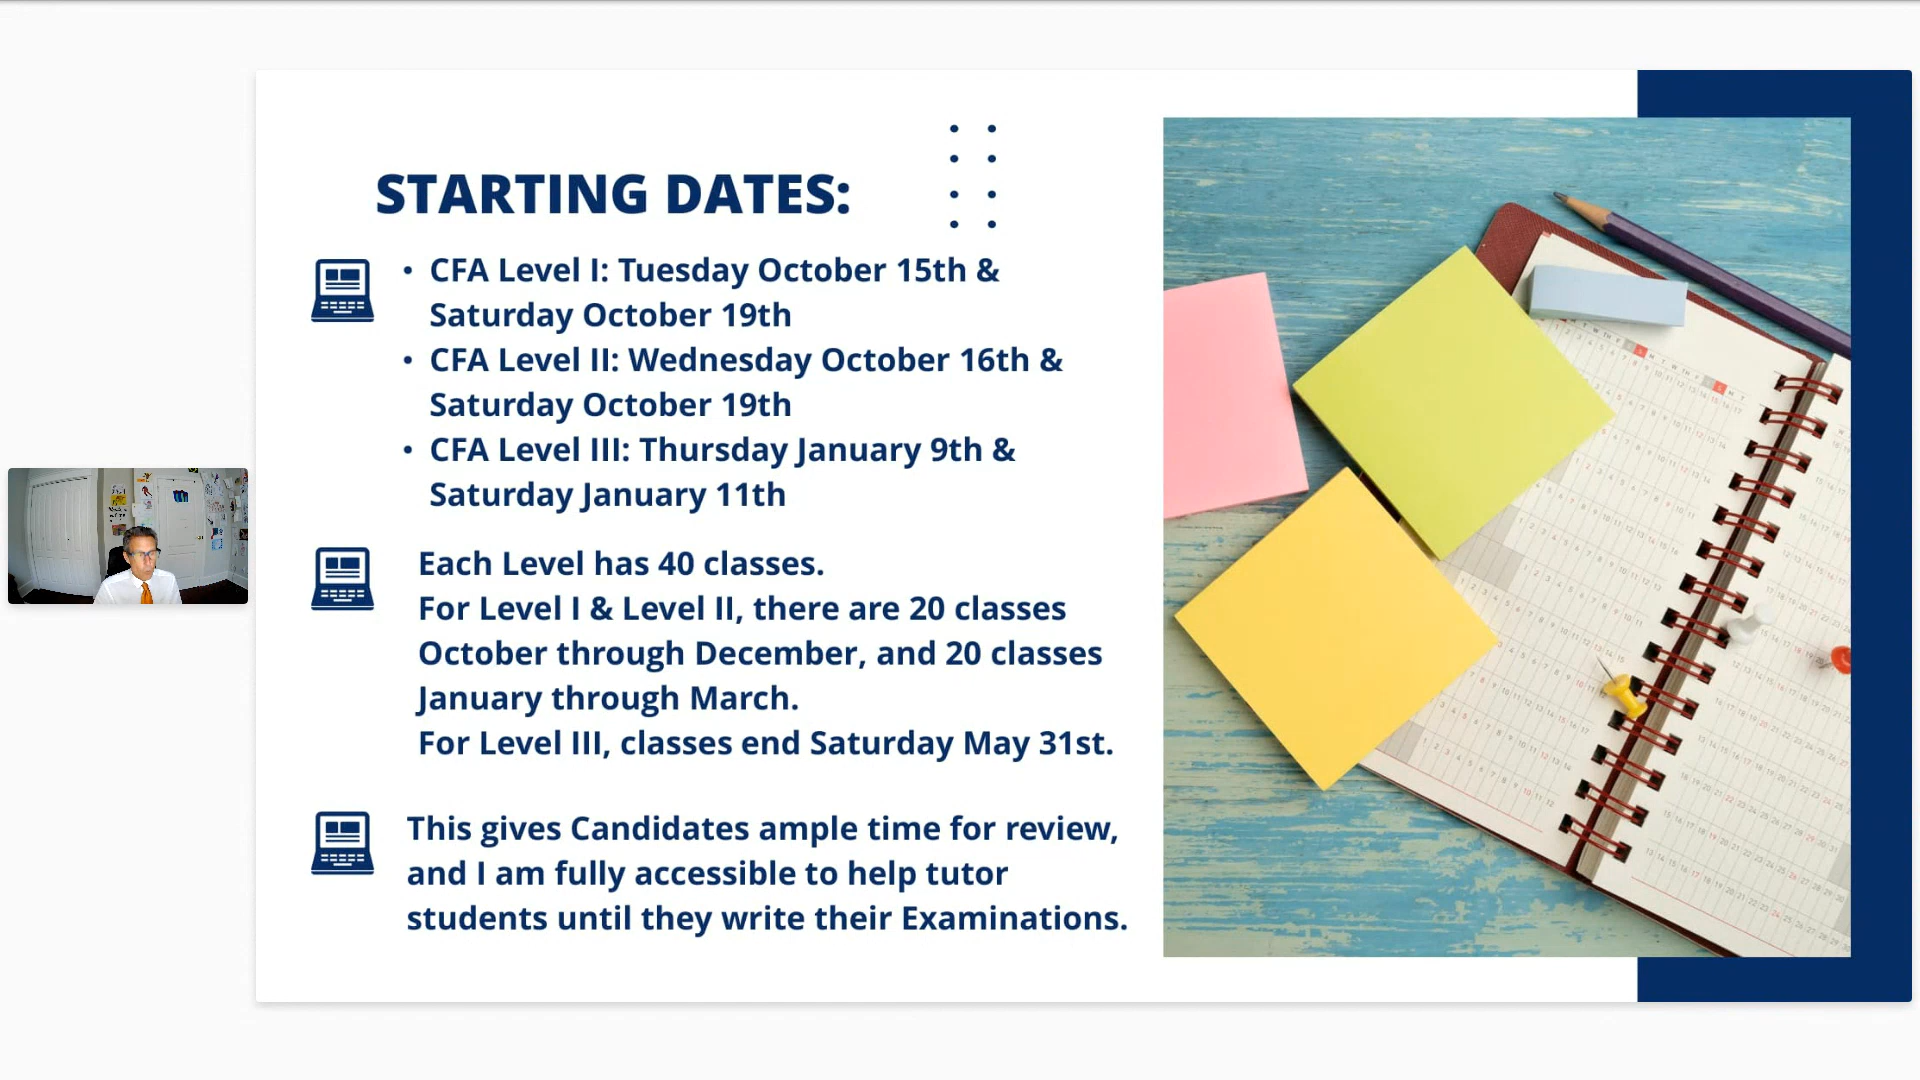 STARTING DATES:
• CFA Level I: Tuesday October 15th &
Saturday October 19th
• CFA Level II: Wednesday October 16th &
Saturday October 19th
• CFA Level III: Thursday January 9th &
Saturday January 11th
Each Level has 40 classes.
For Level I & Level II, there are 20 classes
October through December, and 20 classes
January through March.
For Level III, classes end Saturday May 31st.
This gives Candidates ample time for review,
and I am fully accessible to help tutor
students until they write their Examinations.